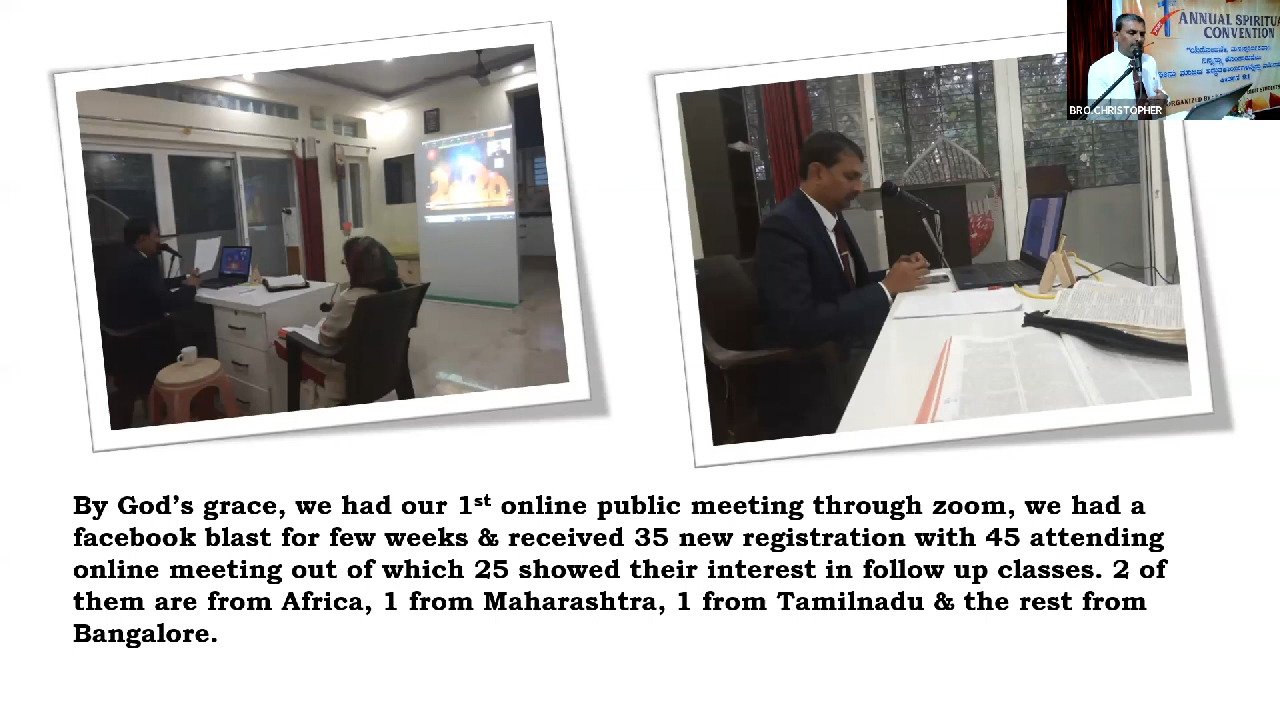 1st
ANNUAL SPIRITUA
CONVENTION
BRO.CHRISTOPHER
By God’s grace, we had our 1st online public meeting through zoom, we had a
facebook blast for few weeks & received 35 new registration with 45 attending
online meeting out of which 25 showed their interest in follow up classes. 2 of
them are from Africa, 1 from Maharashtra, 1 from Tamilnadu & the rest from
Bangalore.